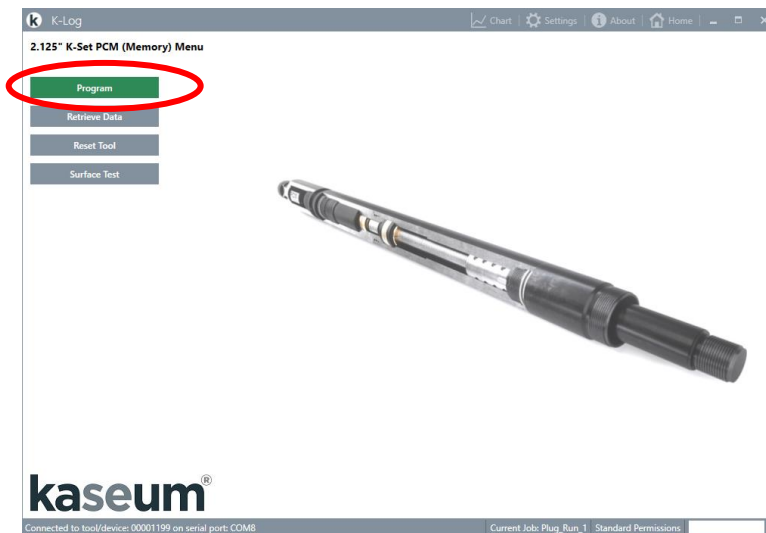 k K-Log Chart Settings About Home
2.125" K-Set PCM (Memory) Menu
Program
Retrieve Data
Reset Tool
Surface Test
kaseum®
Connected to tool/device: 00001199 on serial port: COM8 Current Job: Plug_Run_1 Standard Permissions